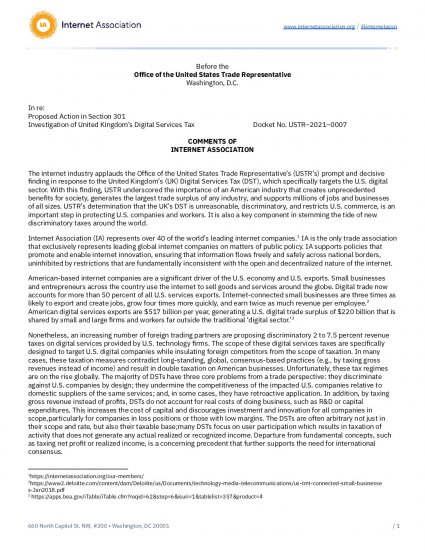 IA Internet Association
www.internetassociation.org / @internetassn
Before the
Office of the United States Trade Representative
Washington, D.C.
In re:
Proposed Action in Section 301
Investigation of United Kingdom's Digital Services Tax Docket No. USTR–2021–0007
COMMENTS OF
INTERNET ASSOCIATION
The internet industry applauds the Office of the United States Trade Representative's (USTR's) prompt and decisive
finding in response to the United Kingdom's (UK) Digital Services Tax (DST), which specifically targets the U.S. digital
sector. With this finding, USTR underscored the importance of an American industry that creates unprecedented
benefits for society, generates the largest trade surplus of any industry, and supports millions of jobs and businesses
of all sizes. USTR's determination that the UK's DST is unreasonable, discriminatory, and restricts U.S. commerce, is an
important step in protecting U.S. companies and workers. It is also a key component in stemming the tide of new
discriminatory taxes around the world.
Internet Association (IA) represents over 40 of the world's leading internet companies.¹ IA is the only trade association
that exclusively represents leading global internet companies on matters of public policy. IA supports policies that
promote and enable internet innovation, ensuring that information flows freely and safely across national borders,
uninhibited by restrictions that are fundamentally inconsistent with the open and decentralized nature of the internet.
American-based internet companies are a significant driver of the U.S. economy and U.S. exports. Small businesses
and entrepreneurs across the country use the internet to sell goods and services around the globe. Digital trade now
accounts for more than 50 percent of all U.S. services exports. Internet-connected small businesses are three times as
likely to export and create jobs, grow four times more quickly, and earn twice as much revenue per employee.²
American digital services exports are $517 billion per year, generating a U.S. digital trade surplus of $220 billion that is
shared by small and large firms and workers far outside the traditional 'digital sector.'³
Nonetheless, an increasing number of foreign trading partners are proposing discriminatory 2 to 7.5 percent revenue
taxes on digital services provided by U.S. technology firms. The scope of these digital services taxes are specifically
designed to target U.S. digital companies while insulating foreign companies from the scope of taxation. In many
cases, these taxation measures contradict long-standing, global, consensus-based practices (e.g., by taxing gross
revenues instead of income) and result in double taxation on American businesses. Unfortunately, these tax regimes
are on the rise globally. The majority of DSTs have three core problems from a trade perspective: they discriminate
against U.S. companies by design; they undermine the competitiveness of the impacted U.S. companies relative to
domestic suppliers of the same services; and, in some cases, they have retroactive application. In addition, by taxing
gross revenue instead of profits, DSTs do not account for real costs of doing business, such as R&D or capital
expenditures. This increases the cost of capital and discourages investment and innovation for all companies in
scope,particularly for companies in loss positions or those with low margins. The DSTs are often arbitrary not just in
their scope and rate, but also their taxable base;many DSTs focus on user participation which results in taxation of
activity that does not generate any actual realized or recognized income. Departure from fundamental concepts, such
as taxing net profit or realized income, is a concerning precedent that further supports the need for international
consensus.
¹https://internetassociation.org/our-members/
²https://www2.deloitte.com/content/dam/Deloitte/us/Documents/technology-media-telecommunications/us-tmt-connected-small-businesse
s-Jan2018.pdf
³ https://apps.bea.gov/iTable/iTable.cfm?reqid=62&step=6&isuri=1&tablelist=357&product=4
660 North Capitol St. NW, #200 • Washington, DC 20001 / 1